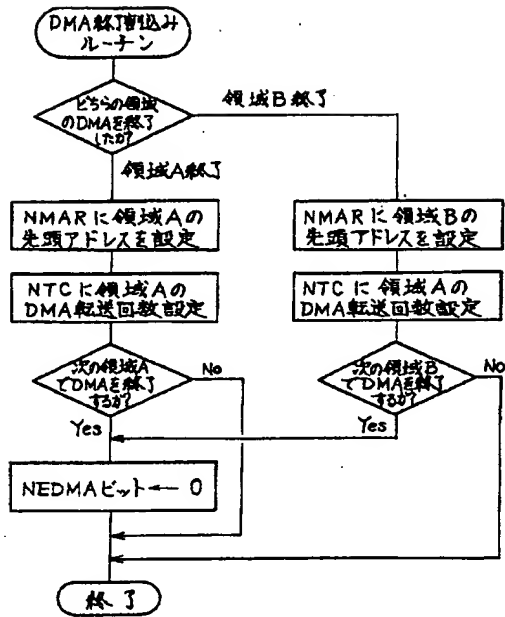 DMA終了割込み
ルーチン
どちらの領域
のDMAを終了
したか?
領域B終了
領域A終了
NMARに領域Aの
先頭アドレスを設定
NMARに領域Bの
先頭アドレスを設定
NTCに領域Aの
DMA転送回数設定
NTCに領域Aの
DMA転送回数設定
次の領域A
でDMAを終了
するか?
No
Yes
次の領域B
でDMAを終了
するか?
No
Yes
NEDMAビット← 0
終了